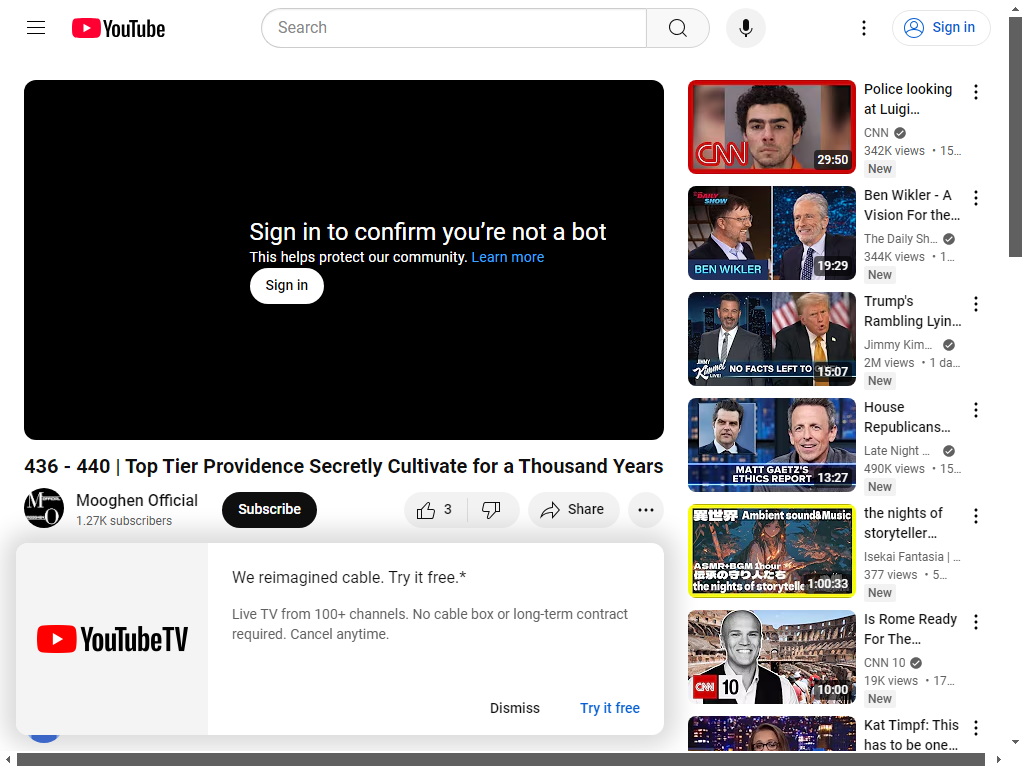 YouTube
Search
Sign in
Sign in to confirm you’re not a bot
This helps protect our community. Learn more
Sign in
436 - 440 | Top Tier Providence Secretly Cultivate for a Thousand Years
Mooghen Official
1.27K subscribers
Subscribe
3
Share
We reimagined cable. Try it free.*
Live TV from 100+ channels. No cable box or long-term contract
required. Cancel anytime.
YouTubeTV
Dismiss
Try it free
CNN
29:50
Police looking
at Luigi…
CNN
342K views • 15…
New
THE DAILY SHOW
BEN WIKLER
19:29
Ben Wikler - A
Vision For the…
The Daily Sh…
344K views • 1…
New
JIMMY Kimmel LIVE!
NO FACTS LEFT TO
15:07
Trump's
Rambling Lyin…
Jimmy Kim…
2M views • 1 da…
New
MATT GAETZ'S
ETHICS REPORT
13:27
House
Republicans…
Late Night …
490K views • 15…
New
異世界 Ambient sound&Music
ASMR+BGM 1hour
伝承の守り人たち
the nights of storytelle
1:00:33
the nights of
storyteller…
Isekai Fantasia | …
377 views • 5…
New
CNN 10
10:00
Is Rome Ready
For The…
CNN 10
19K views • 17…
New
Kat Timpf: This
has to be one…